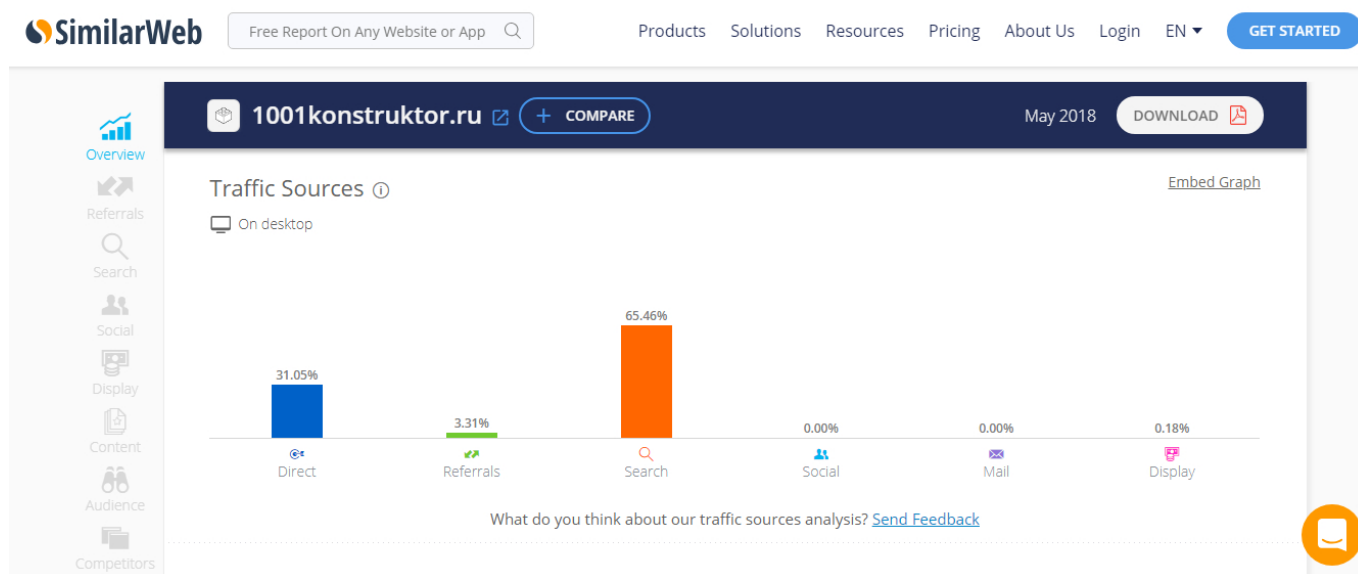 SimilarWeb
Free Report On Any Website or App
Products Solutions Resources Pricing About Us Login EN GET STARTED
1001konstruktor.ru + COMPARE May 2018 DOWNLOAD
Overview
Referrals
Search
Social
Display
Content
Audience
Competitors
Traffic Sources
Embed Graph
On desktop
31.05% 3.31% 65.46% 0.00% 0.00% 0.18%
Direct Referrals Search Social Mail Display
What do you think about our traffic sources analysis? Send Feedback